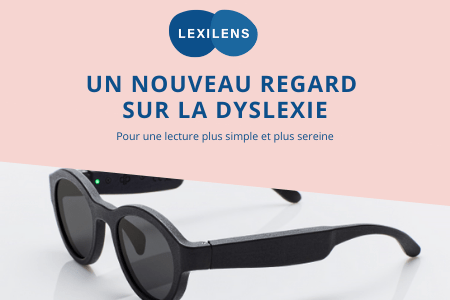 LEXILENS
UN NOUVEAU REGARD
SUR LA DYSLEXIE
Pour une lecture plus simple et plus sereine